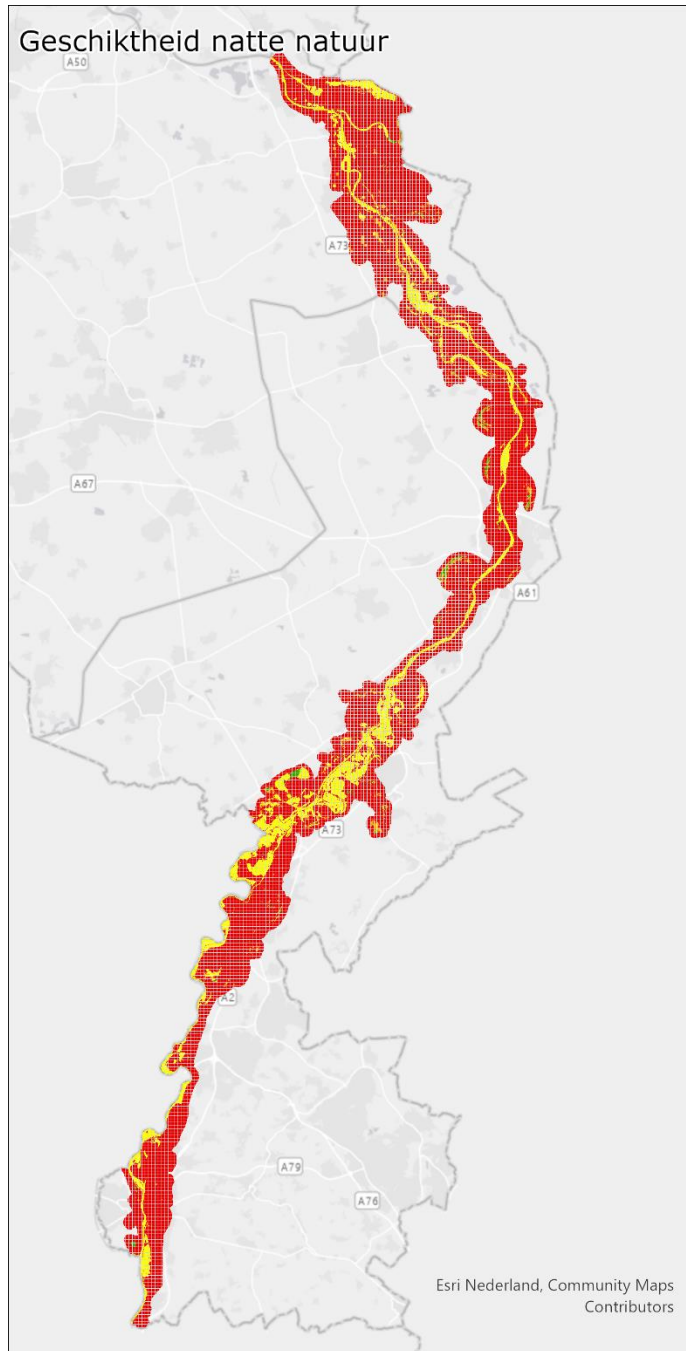 Geschiktheid natte natuur
A50
A73
A67
A61
A73
A2
A79
A76
Esri Nederland, Community Maps
Contributors